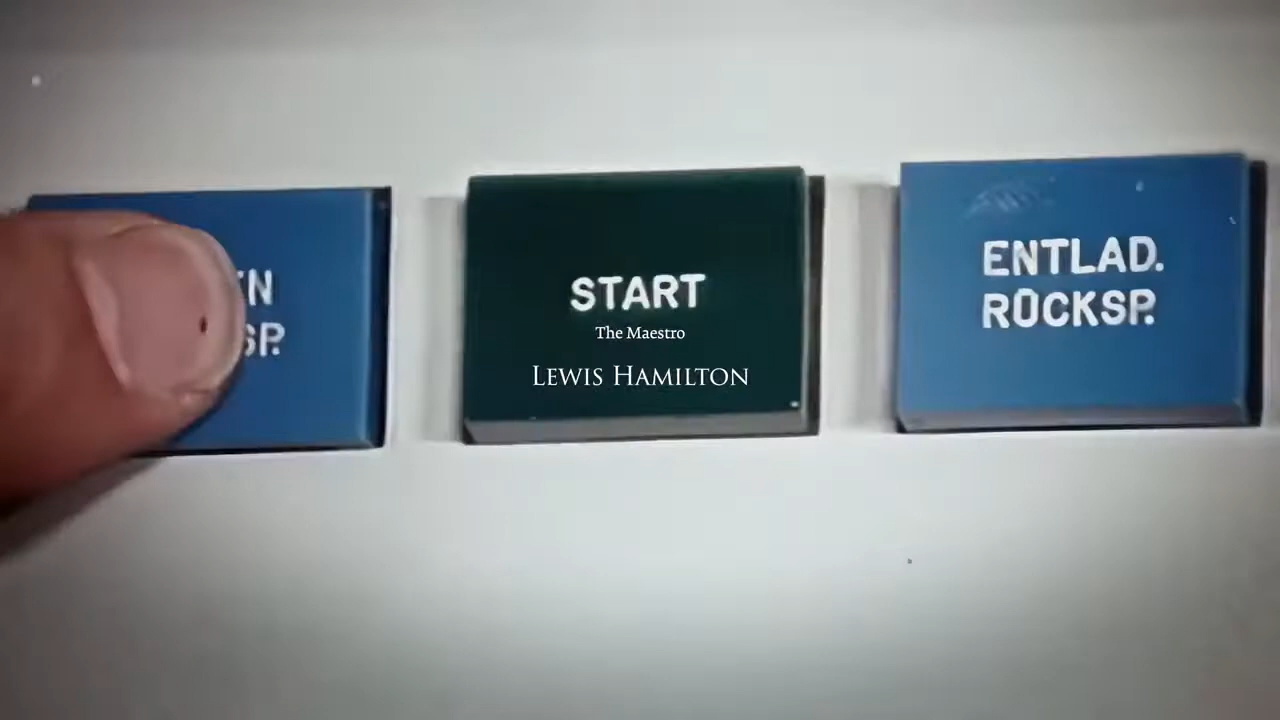 START
The Maestro
LEWIS HAMILTON
ENTLAD.
RÜCKSP.